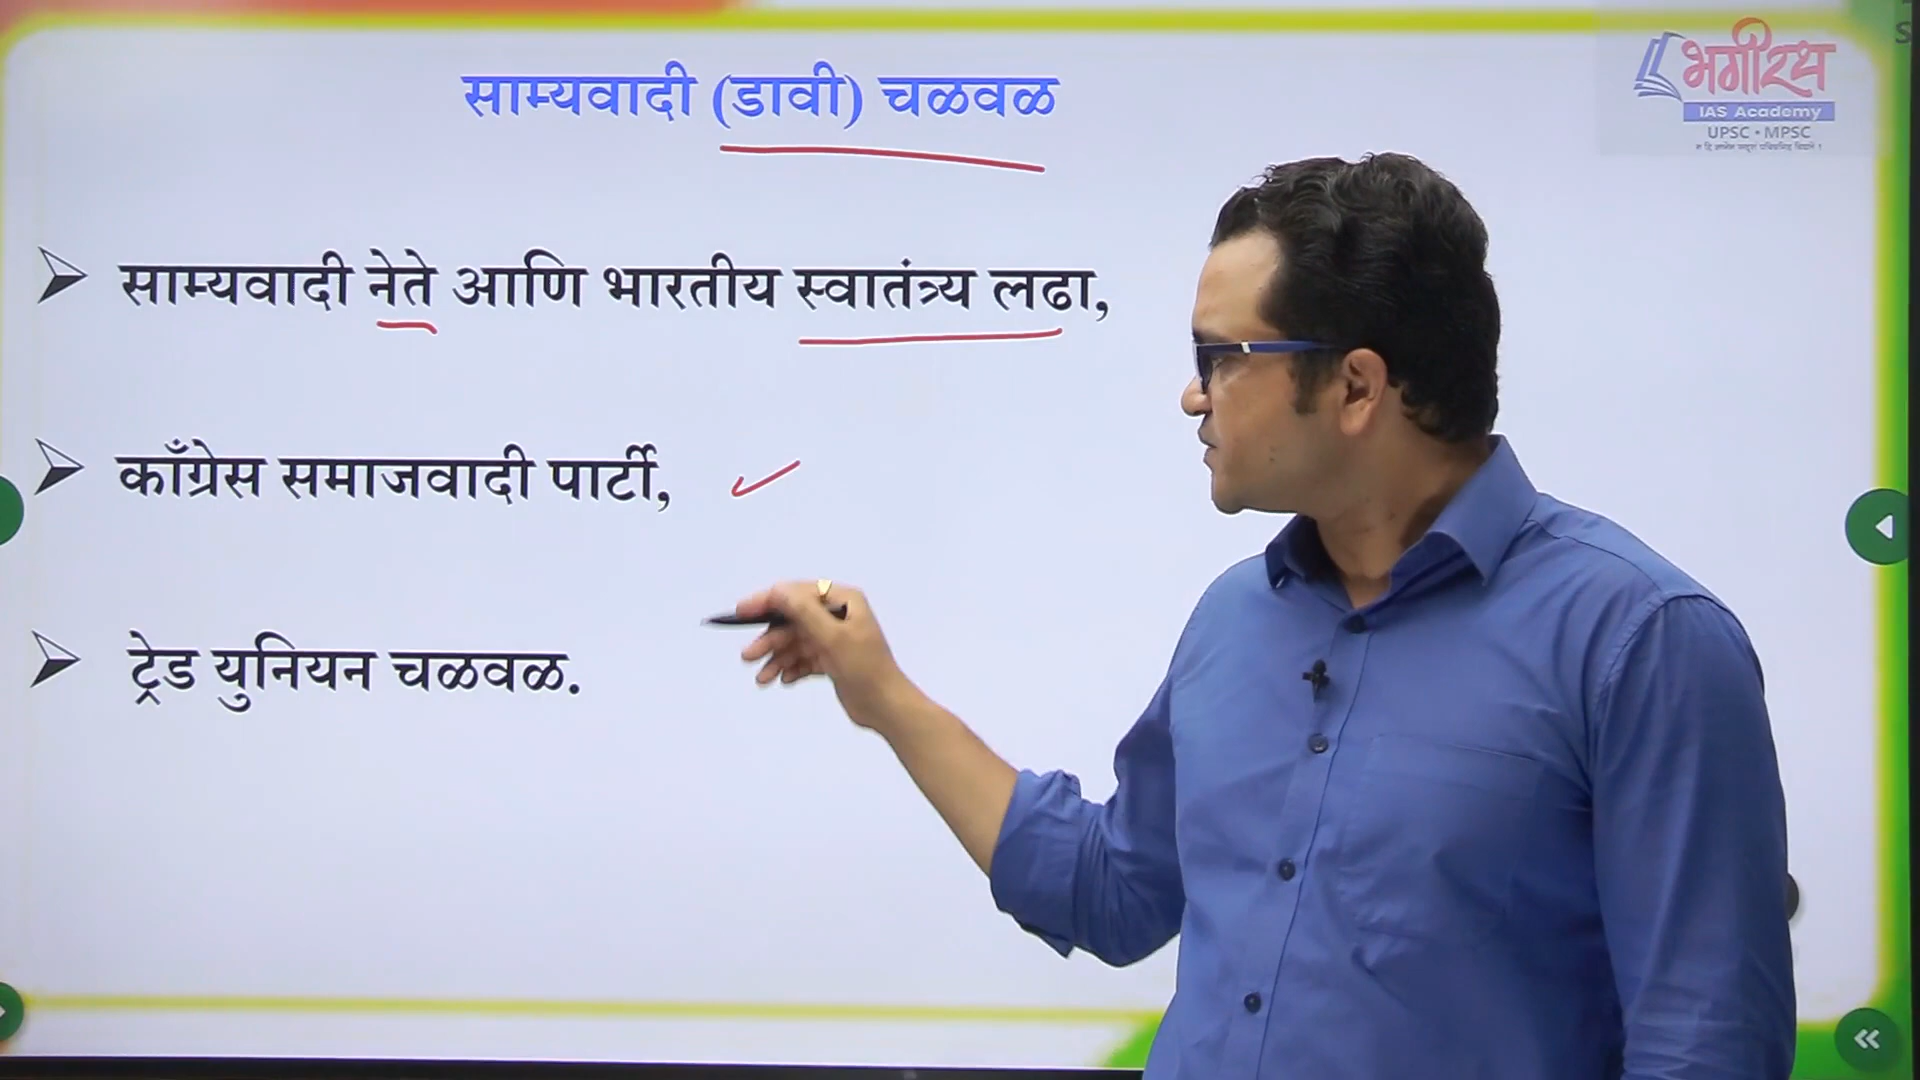 साम्यवादी (डावी) चळवळ
भगीरथ
IAS Academy
UPSC • MPSC
साम्यवादी नेते आणि भारतीय स्वातंत्र्य लढा,
काँग्रेस समाजवादी पार्टी,
ट्रेड युनियन चळवळ.